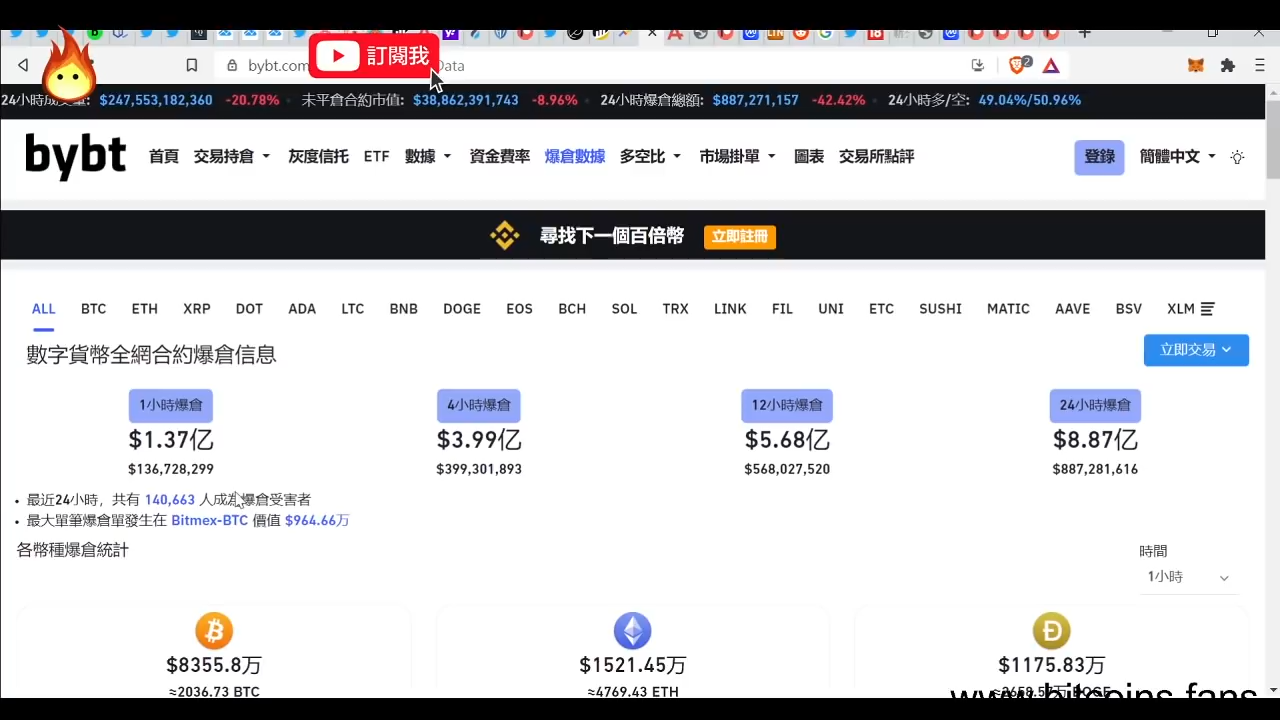 訂閱我
bybt.com Data
2
24小時成交量: $247,553,182,360 -20.78% 未平倉合約市值: $38,862,391,743 -8.96% 24小時爆倉總額: $887,271,157 -42.42% 24小時多/空: 49.04%/50.96%
bybt 首頁 交易持倉 灰度信托 ETF 數據 資金費率 爆倉數據 多空比 市場掛單 圖表 交易所點評 登錄 簡體中文
尋找下一個百倍幣 立即註冊
ALL BTC ETH XRP DOT ADA LTC BNB DOGE EOS BCH SOL TRX LINK FIL UNI ETC SUSHI MATIC AAVE BSV XLM
數字貨幣全網合約爆倉信息 立即交易
1小時爆倉 4小時爆倉 12小時爆倉 24小時爆倉
$1.37亿 $3.99亿 $5.68亿 $8.87亿
$136,728,299 $399,301,893 $568,027,520 $887,281,616
• 最近24小時，共有 140,663 人成為爆倉受害者
• 最大單筆爆倉單發生在 Bitmex-BTC 價值 $964.66万
各幣種爆倉統計 時間
1小時
$8355.8万 $1521.45万 $1175.83万
≈2036.73 BTC ≈4769.43 ETH
www.bitcoins.fans